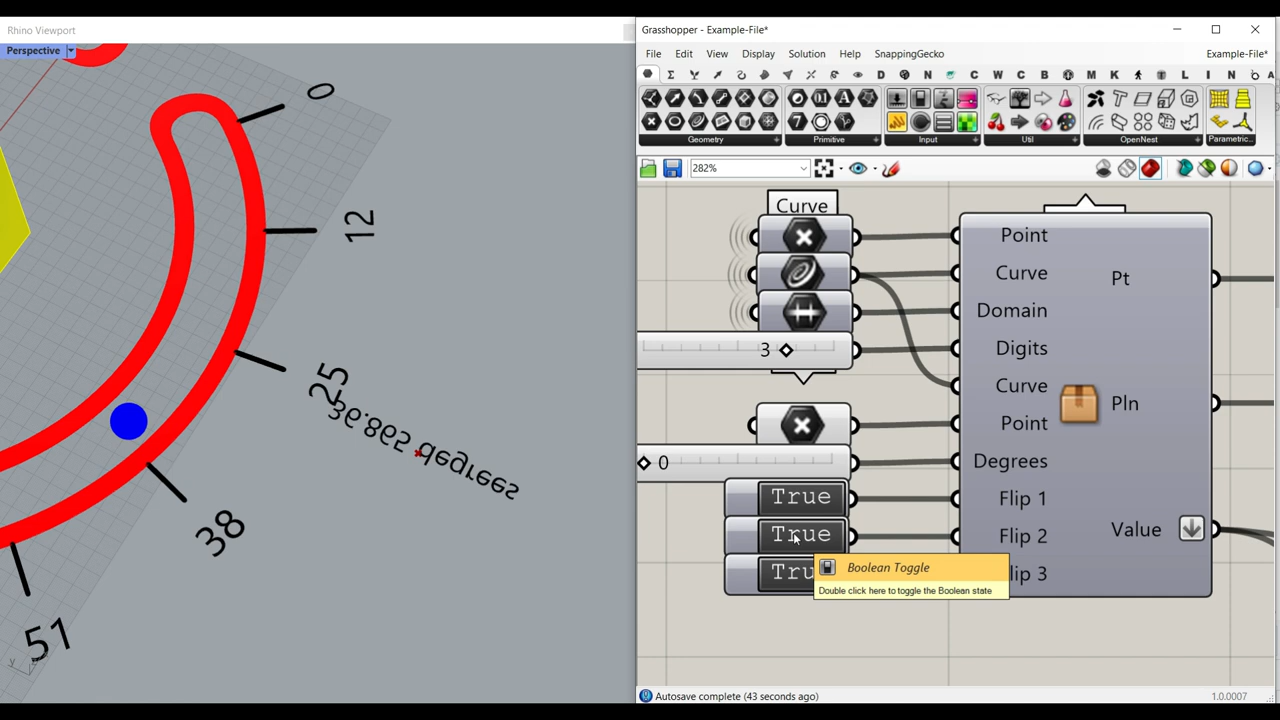 Rhino Viewport
Perspective
0
12
25
36.865 degrees
38
51
y
Grasshopper - Example-File*
File Edit View Display Solution Help SnappingGecko Example-File*
Σ D N C W C B M K L I N A
Geometry Primitive Input Util OpenNest Parametric...
282%
1.0.0007
Curve
3
0
True
True
Tru
Point
Curve
Domain
Digits
Curve
Point
Degrees
Flip 1
Flip 2
lip 3
Pt
Pln
Value
Boolean Toggle
Double click here to toggle the Boolean state
Autosave complete (43 seconds ago)